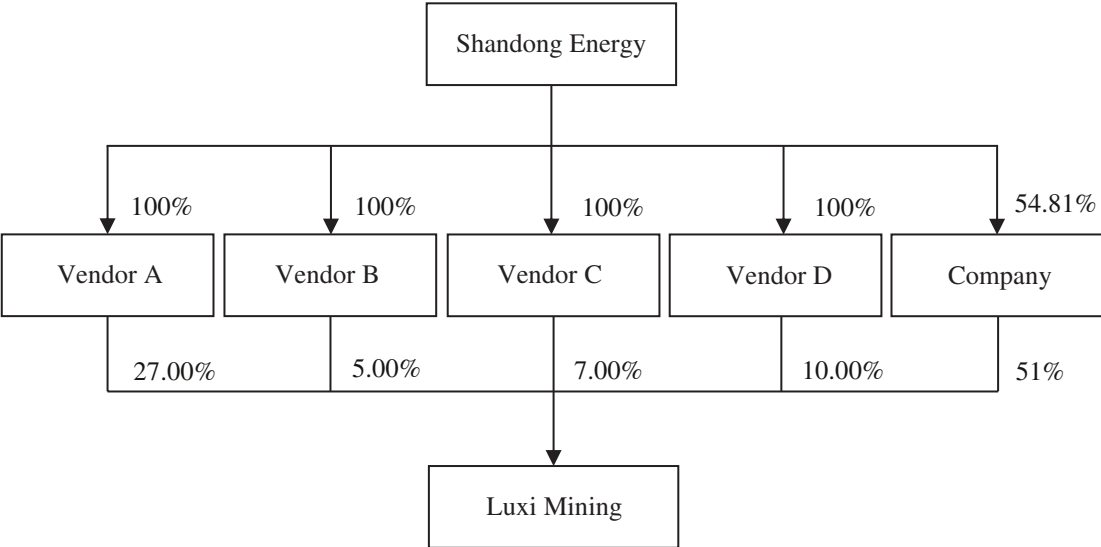 Shandong Energy
100%
100%
100%
100%
54.81%
Vendor A
Vendor B
Vendor C
Vendor D
Company
27.00%
5.00%
7.00%
10.00%
51%
Luxi Mining